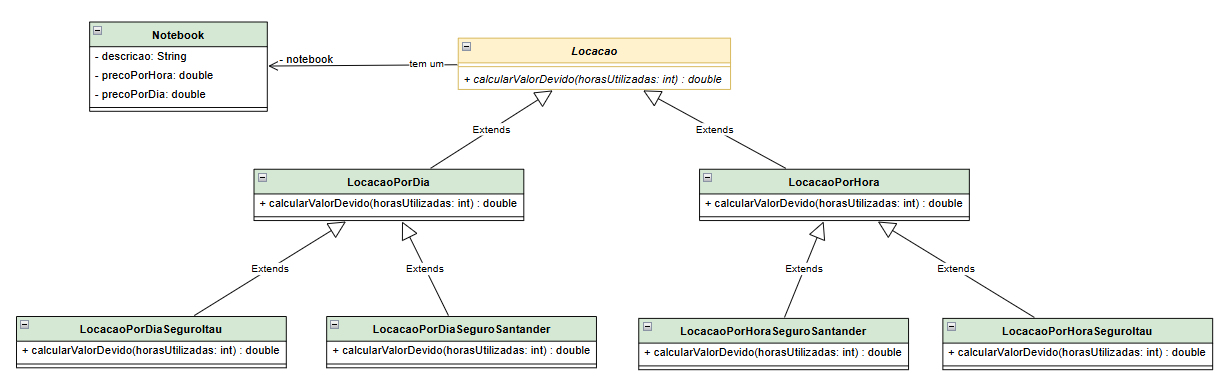 Notebook
- descricao: String
- precoPorHora: double
- precoPorDia: double
- notebook
tem um
Locacao
+ calcularValorDevido(horasUtilizadas: int) : double
Extends
Extends
LocacaoPorDia
+ calcularValorDevido(horasUtilizadas: int) : double
LocacaoPorHora
+ calcularValorDevido(horasUtilizadas: int) : double
Extends
Extends
Extends
Extends
LocacaoPorDiaSeguroItau
+ calcularValorDevido(horasUtilizadas: int) : double
LocacaoPorDiaSeguroSantander
+ calcularValorDevido(horasUtilizadas: int) : double
LocacaoPorHoraSeguroSantander
+ calcularValorDevido(horasUtilizadas: int) : double
LocacaoPorHoraSeguroItau
+ calcularValorDevido(horasUtilizadas: int) : double